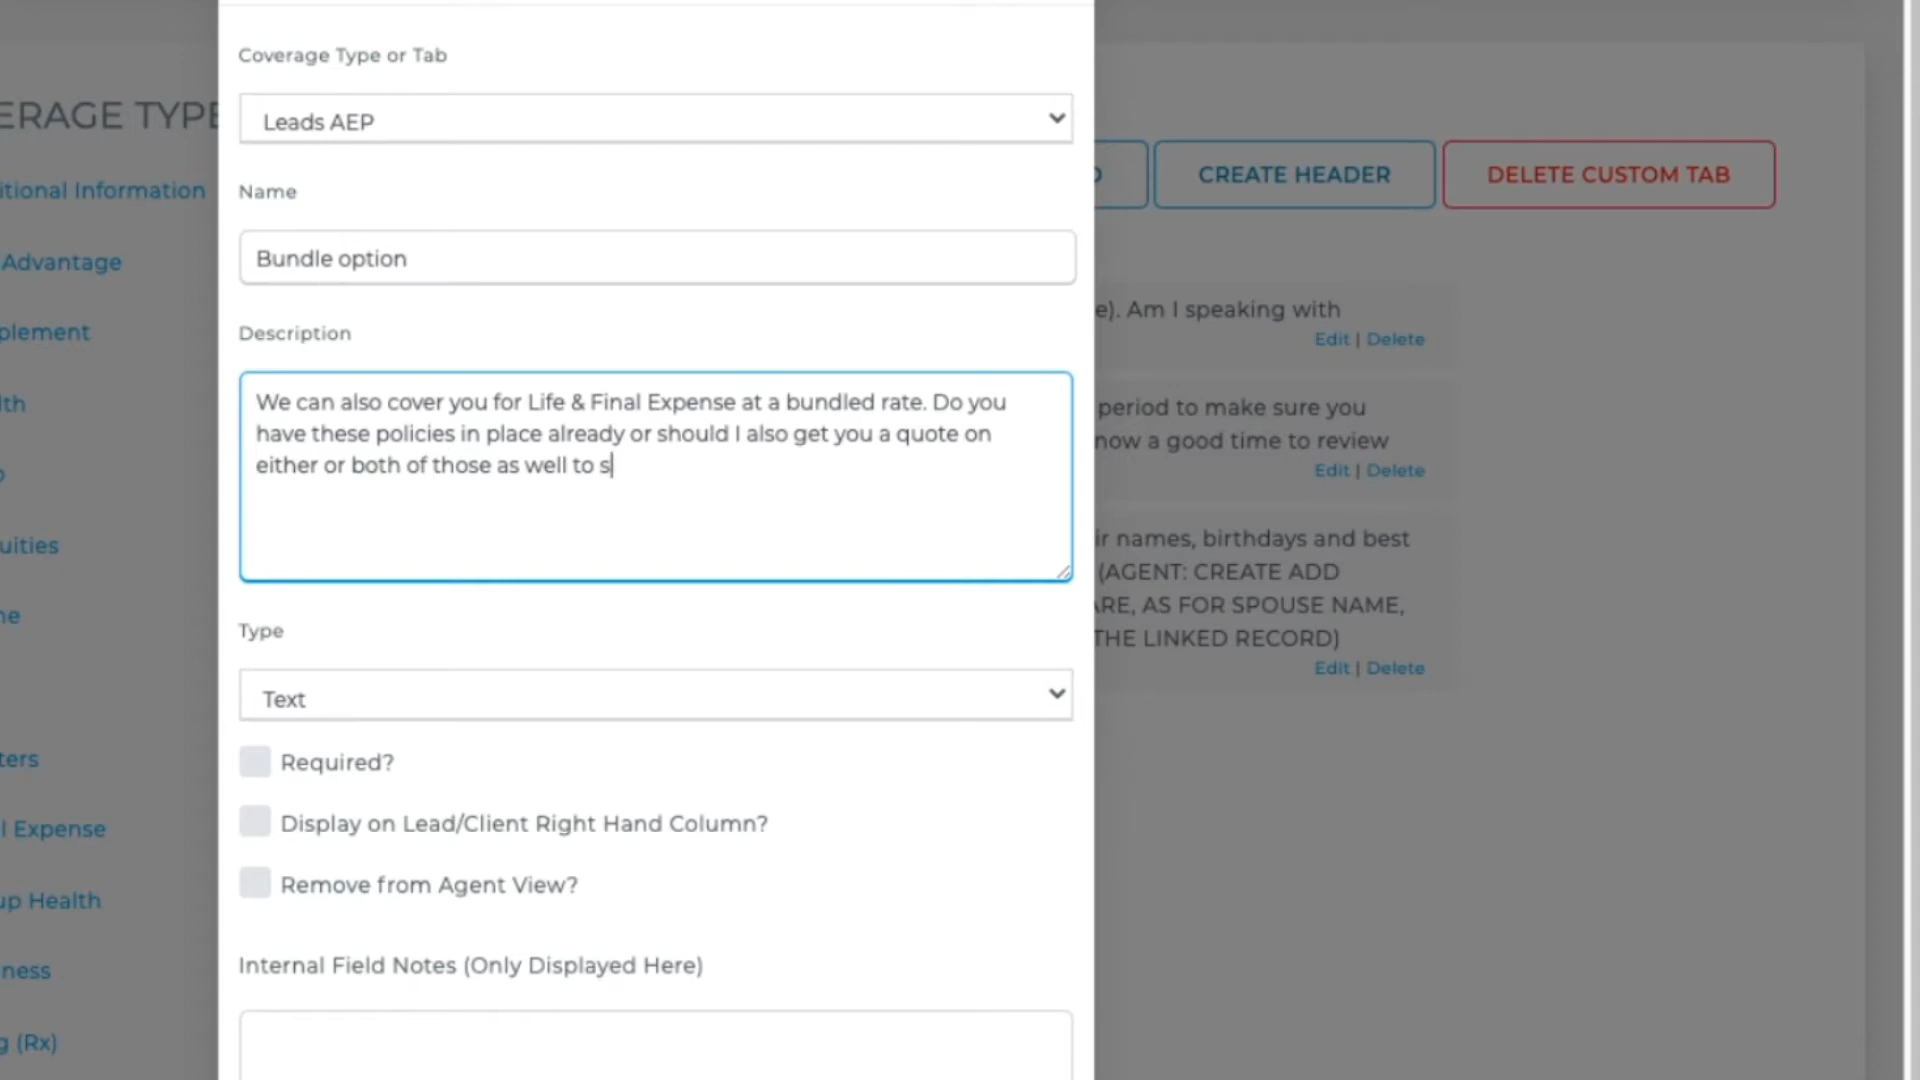 Coverage Type or Tab
Leads AEP
Name
Bundle option
Description
We can also cover you for Life & Final Expense at a bundled rate. Do you
have these policies in place already or should I also get you a quote on
either or both of those as well to s
Type
Text
Required?
Display on Lead/Client Right Hand Column?
Remove from Agent View?
Internal Field Notes (Only Displayed Here)
ERAGE TYPE
itional Information
Advantage
plement
lth
uities
me
ters
l Expense
up Health
ness
g (Rx)
CREATE HEADER
DELETE CUSTOM TAB
e). Am I speaking with
Edit | Delete
period to make sure you
now a good time to review
Edit | Delete
ir names, birthdays and best
(AGENT: CREATE ADD
ARE, AS FOR SPOUSE NAME,
THE LINKED RECORD)
Edit | Delete